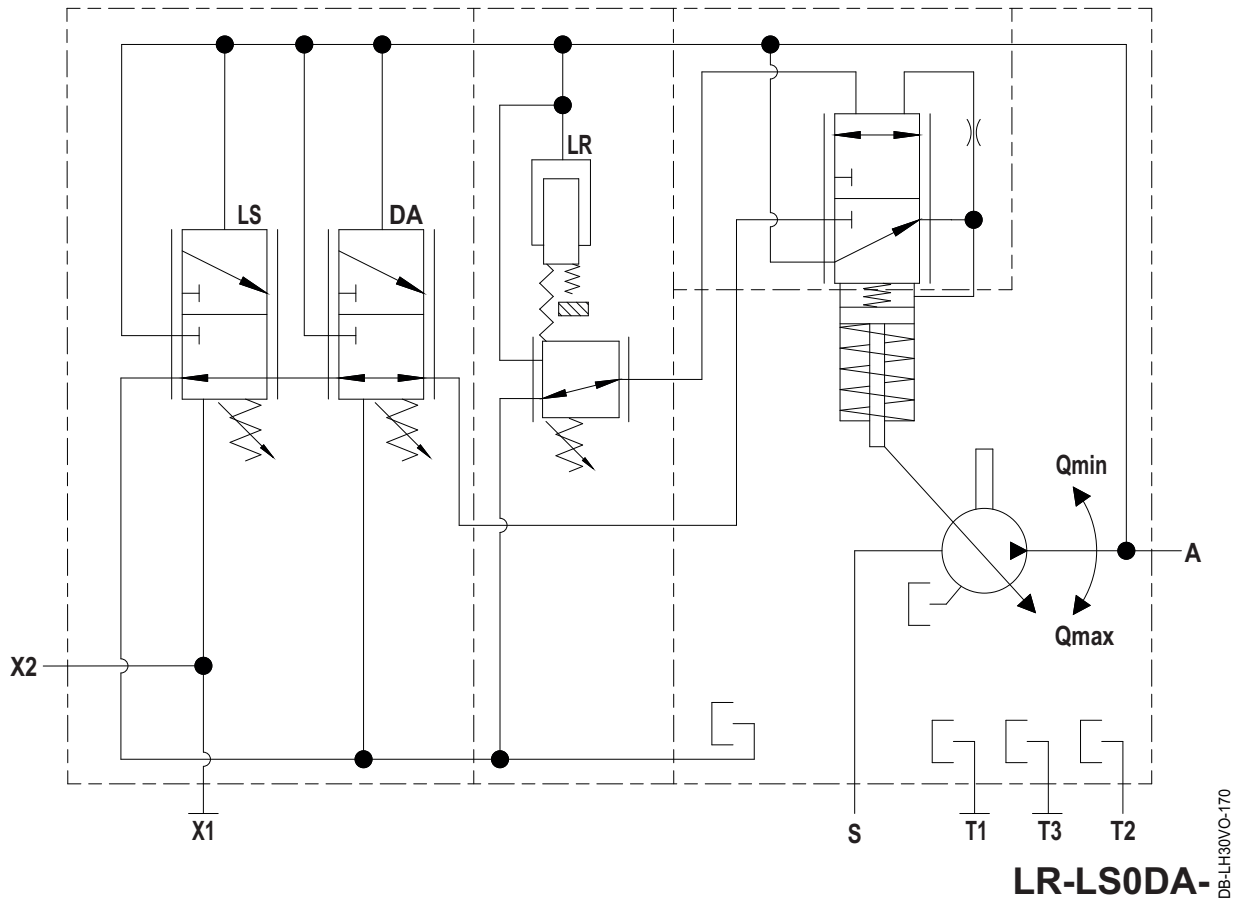 LR
LS
DA
Qmin
A
Qmax
X2
X1
S
T1
T3
T2
LR-LS0DA-
DB-LH30VO-170